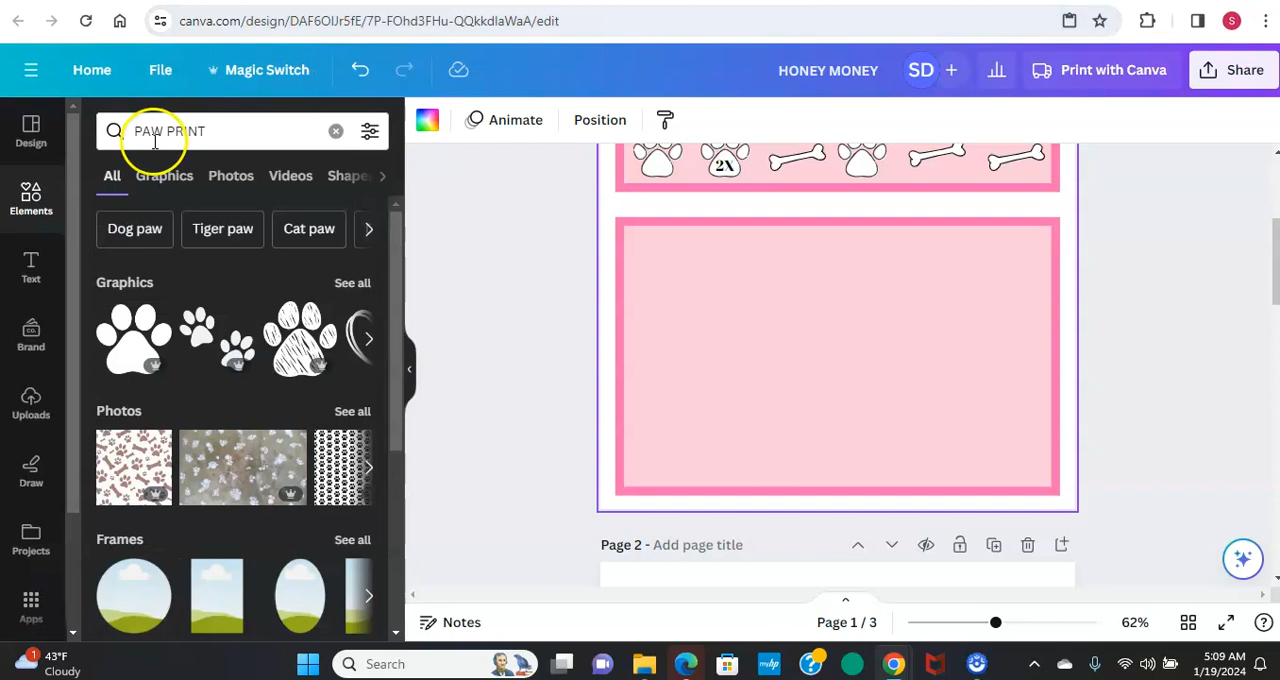 canva.com/design/DAF6OIJr5fE/7P-FOhd3FHu-QQkkdlaWaA/edit
S
Home File Magic Switch HONEY MONEY SD + Print with Canva Share
Design
Elements
Text
Brand
CO.
Uploads
Draw
Projects
Apps
PAW PRINT
All Graphics Photos Videos Shape
Dog paw Tiger paw Cat paw
Graphics See all
Photos See all
Frames See all
Animate Position
2X
Page 2 - Add page title
Notes Page 1 / 3 62%
1 43°F
Cloudy
Search
5:09 AM
1/19/2024